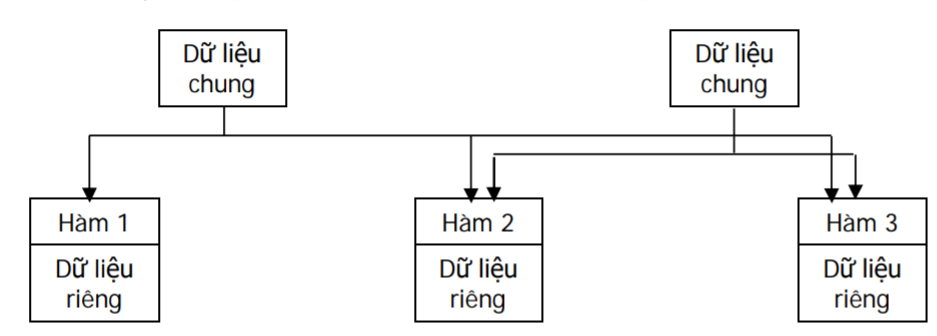 Dữ liệu
chung
Dữ liệu
chung
Hàm 1
Dữ liệu
riêng
Hàm 2
Dữ liệu
riêng
Hàm 3
Dữ liệu
riêng